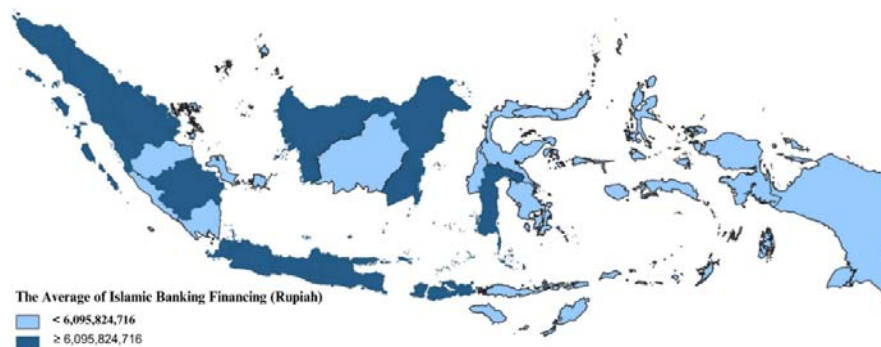 The Average of Islamic Banking Financing (Rupiah)
< 6,095,824,716
≥ 6,095,824,716